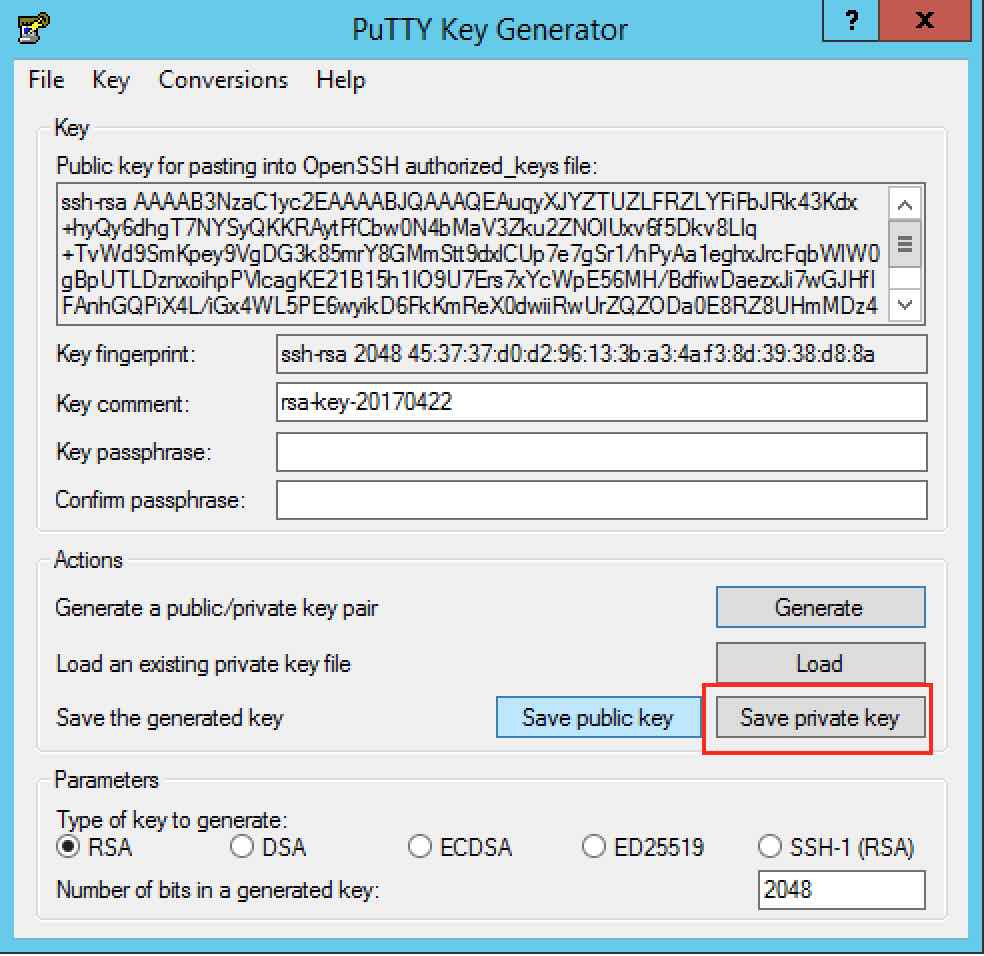 PuTTY Key Generator
?
x
File Key Conversions Help
Key
Public key for pasting into OpenSSH authorized_keys file:
ssh-rsa AAAAB3NzaC1yc2EAAAABJQAAAQEAuqyXJYZTUZLFRZLYFiFbJRk43Kdx
+hyQy6dhgT7NYSyQKKRAytFfCbw0N4bMaV3Zku2ZNOlUxv6f5Dkv8LIq
+TvWd9SmKpey9VgDG3k85mrY8GMmStt9dxlCUp7e7gSr1/hPyAa1eghxJrcFqbWIW0
gBpUTLDznxoihpPVlcagKE21B15h1lO9U7Ers7xYcWpE56MH/BdfiwDaezxJi7wGJHfl
FAnhGQPiX4L/iGx4WL5PE6wyikD6FkKmReX0dwiiRwUrZQZODa0E8RZ8UHmMDz4
Key fingerprint: ssh-rsa 2048 45:37:37:d0:d2:96:13:3b:a3:4a:f3:8d:39:38:d8:8a
Key comment: rsa-key-20170422
Key passphrase:
Confirm passphrase:
Actions
Generate a public/private key pair Generate
Load an existing private key file Load
Save the generated key Save public key Save private key
Parameters
Type of key to generate:
RSA DSA ECDSA ED25519 SSH-1 (RSA)
Number of bits in a generated key: 2048